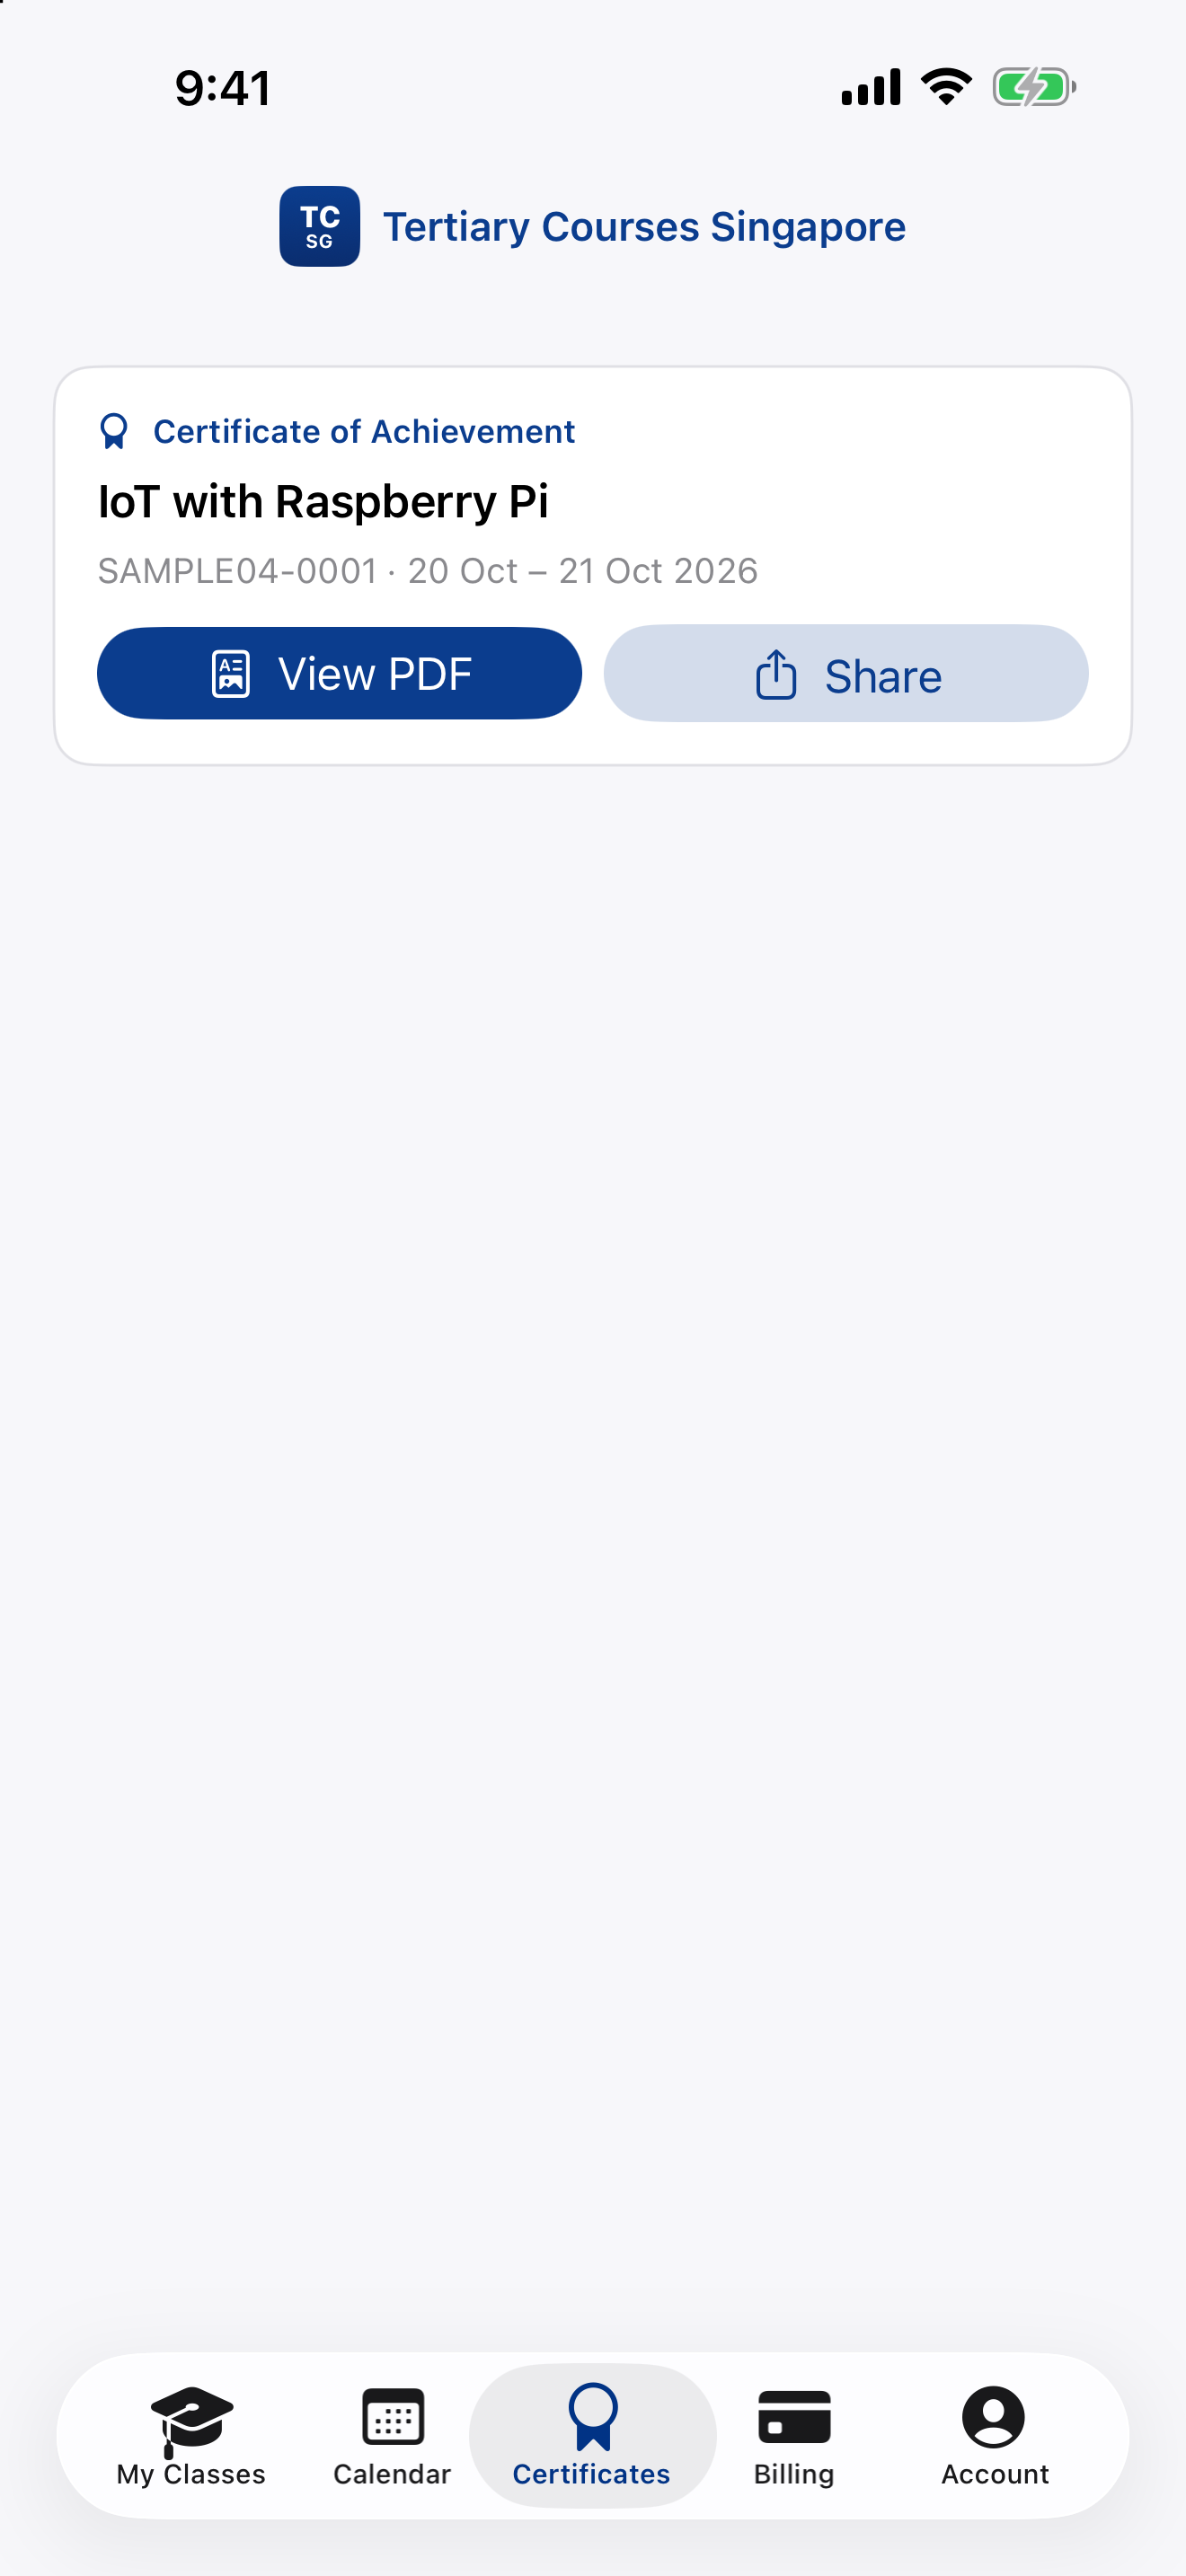 9:41
TC
SG
Tertiary Courses Singapore
Certificate of Achievement
IoT with Raspberry Pi
SAMPLE04-0001 · 20 Oct – 21 Oct 2026
View PDF
Share
My Classes
Calendar
Certificates
Billing
Account